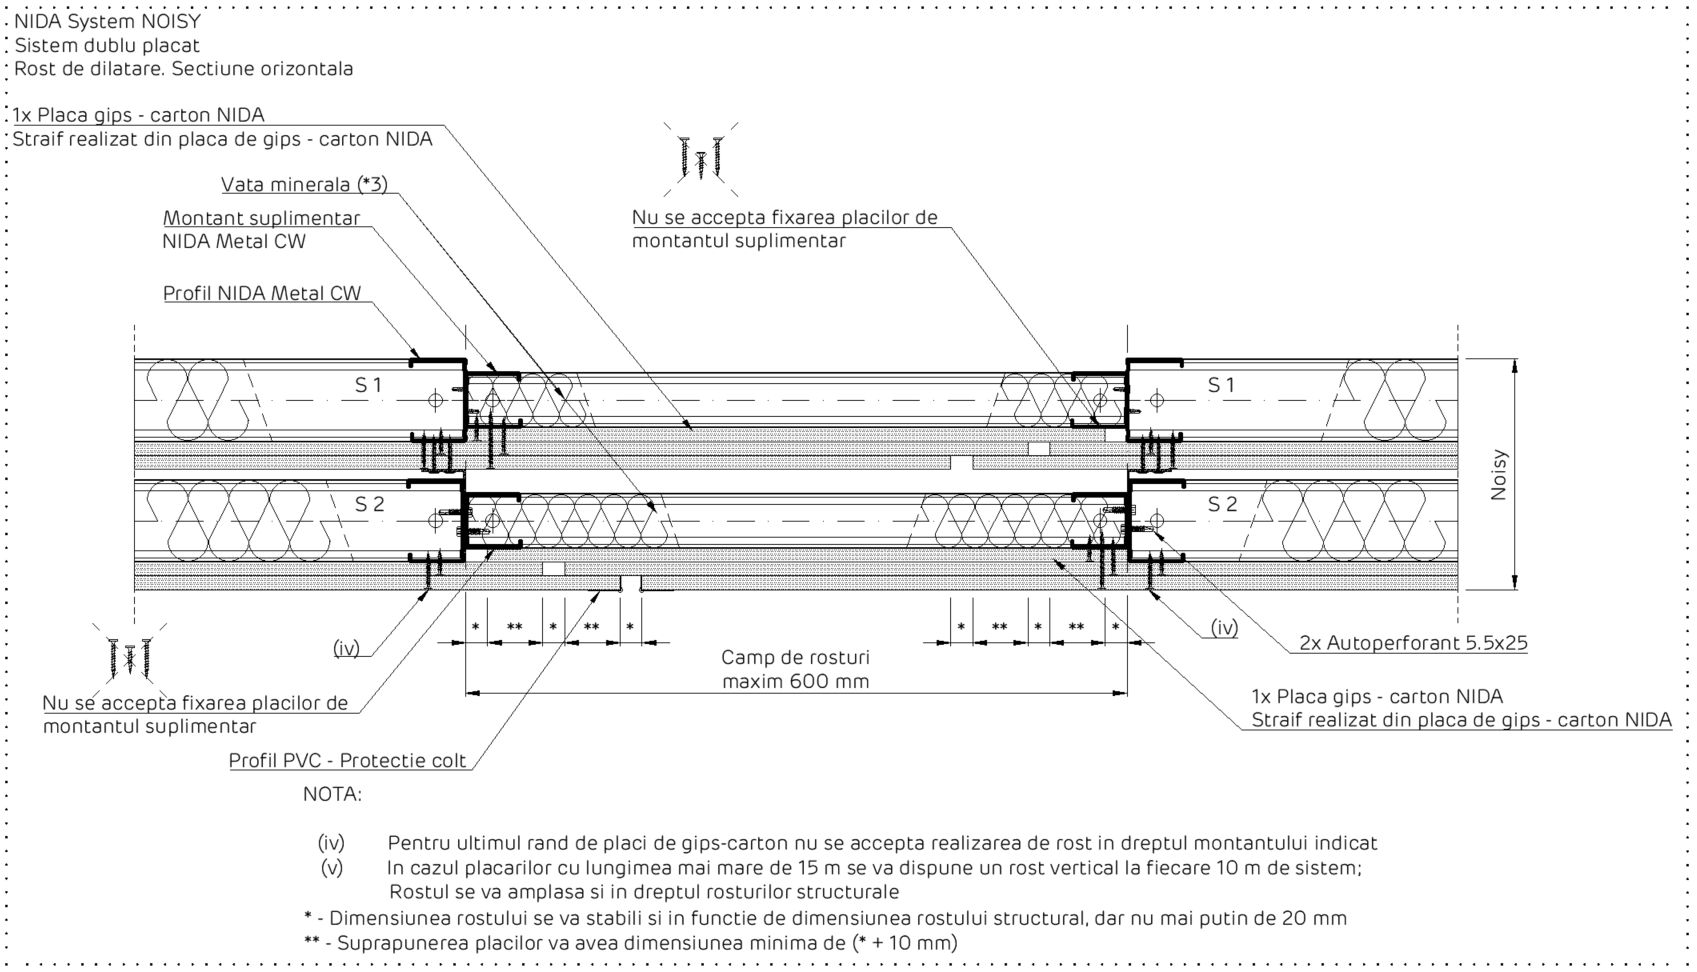 NIDA System NOISY
Sistem dublu placat
Rost de dilatare. Sectiune orizontala
1x Placa gips - carton NIDA
Straif realizat din placa de gips - carton NIDA
Vata minerala (*3)
Montant suplimentar
NIDA Metal CW
Profil NIDA Metal CW
Nu se accepta fixarea placilor de
montantul suplimentar
S 1
S 1
S 2
S 2
Noisy
* ** * ** *
* ** * ** *
(iv)
(iv)
2x Autoperforant 5.5x25
Camp de rosturi
maxim 600 mm
Nu se accepta fixarea placilor de
montantul suplimentar
1x Placa gips - carton NIDA
Straif realizat din placa de gips - carton NIDA
Profil PVC - Protectie colt
NOTA:
(iv) Pentru ultimul rand de placi de gips-carton nu se accepta realizarea de rost in dreptul montantului indicat
(v) In cazul placarilor cu lungimea mai mare de 15 m se va dispune un rost vertical la fiecare 10 m de sistem;
Rostul se va amplasa si in dreptul rosturilor structurale
* - Dimensiunea rostului se va stabili si in functie de dimensiunea rostului structural, dar nu mai putin de 20 mm
** - Suprapunerea placilor va avea dimensiunea minima de (* + 10 mm)